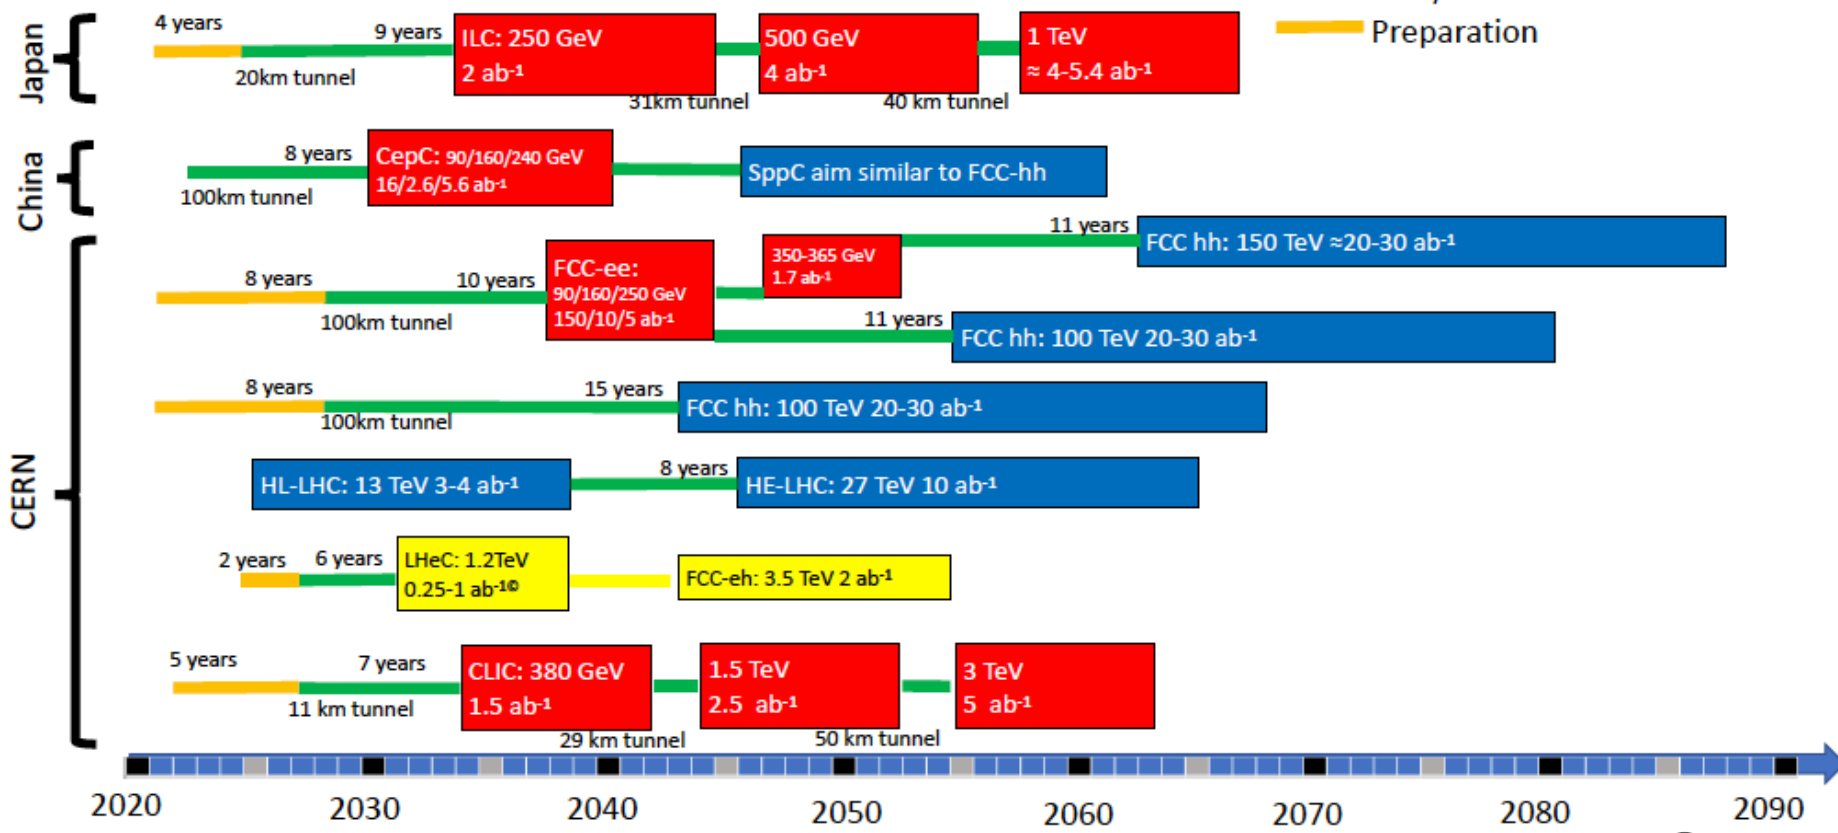 Preparation
Japan
4 years
9 years
20km tunnel
ILC: 250 GeV
2 ab⁻¹
31km tunnel
500 GeV
4 ab⁻¹
40 km tunnel
1 TeV
≈ 4-5.4 ab⁻¹
China
8 years
100km tunnel
CepC: 90/160/240 GeV
16/2.6/5.6 ab⁻¹
SppC aim similar to FCC-hh
CERN
8 years
10 years
100km tunnel
FCC-ee:
90/160/250 GeV
150/10/5 ab⁻¹
350-365 GeV
1.7 ab⁻¹
11 years
FCC hh: 150 TeV ≈20-30 ab⁻¹
11 years
FCC hh: 100 TeV 20-30 ab⁻¹
8 years
15 years
100km tunnel
FCC hh: 100 TeV 20-30 ab⁻¹
HL-LHC: 13 TeV 3-4 ab⁻¹
8 years
HE-LHC: 27 TeV 10 ab⁻¹
2 years
6 years
LHeC: 1.2TeV
0.25-1 ab⁻¹©
FCC-eh: 3.5 TeV 2 ab⁻¹
5 years
7 years
11 km tunnel
CLIC: 380 GeV
1.5 ab⁻¹
29 km tunnel
1.5 TeV
2.5 ab⁻¹
50 km tunnel
3 TeV
5 ab⁻¹
2020
2030
2040
2050
2060
2070
2080
2090